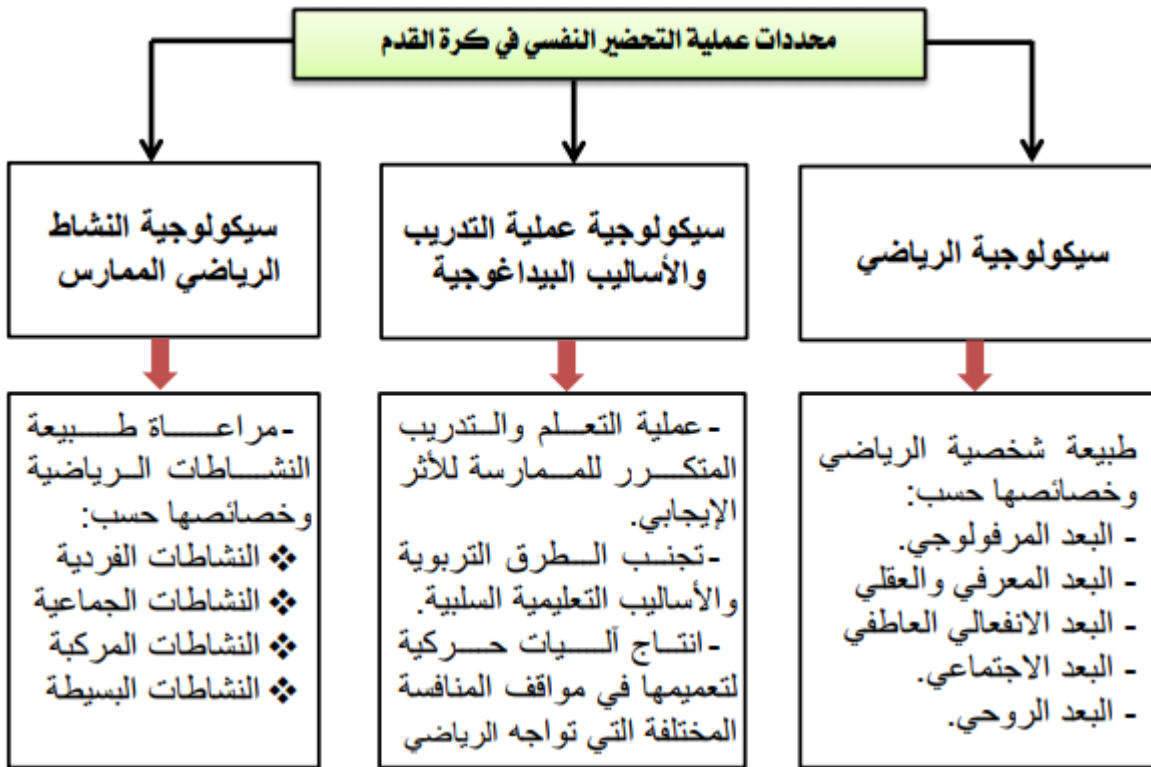 محددات عملية التحضير النفسي في كرة القدم
سيكولوجية الرياضي
سيكولوجية عملية التدريب
والأساليب البيداغوجية
سيكولوجية النشاط
الرياضي الممارس
طبيعة شخصية الرياضي
وخصائصها حسب:
- البعد المرفولوجي.
- البعد المعرفي والعقلي
- البعد الانفعالي العاطفي
- البعد الاجتماعي.
- البعد الروحي.
-عملية التعلم والتدريب
المتكرر للممارسة للأثر
الإيجابي.
-تجنب الطرق التربوية
والأساليب التعليمية السلبية.
-انتاج آليات حركية
لتعميمها في مواقف المنافسة
المختلفة التي تواجه الرياضي
-مراعاة طبيعة
النشاطات الرياضية
وخصائصها حسب:
❖ النشاطات الفردية
❖ النشاطات الجماعية
❖ النشاطات المركبة
❖ النشاطات البسيطة